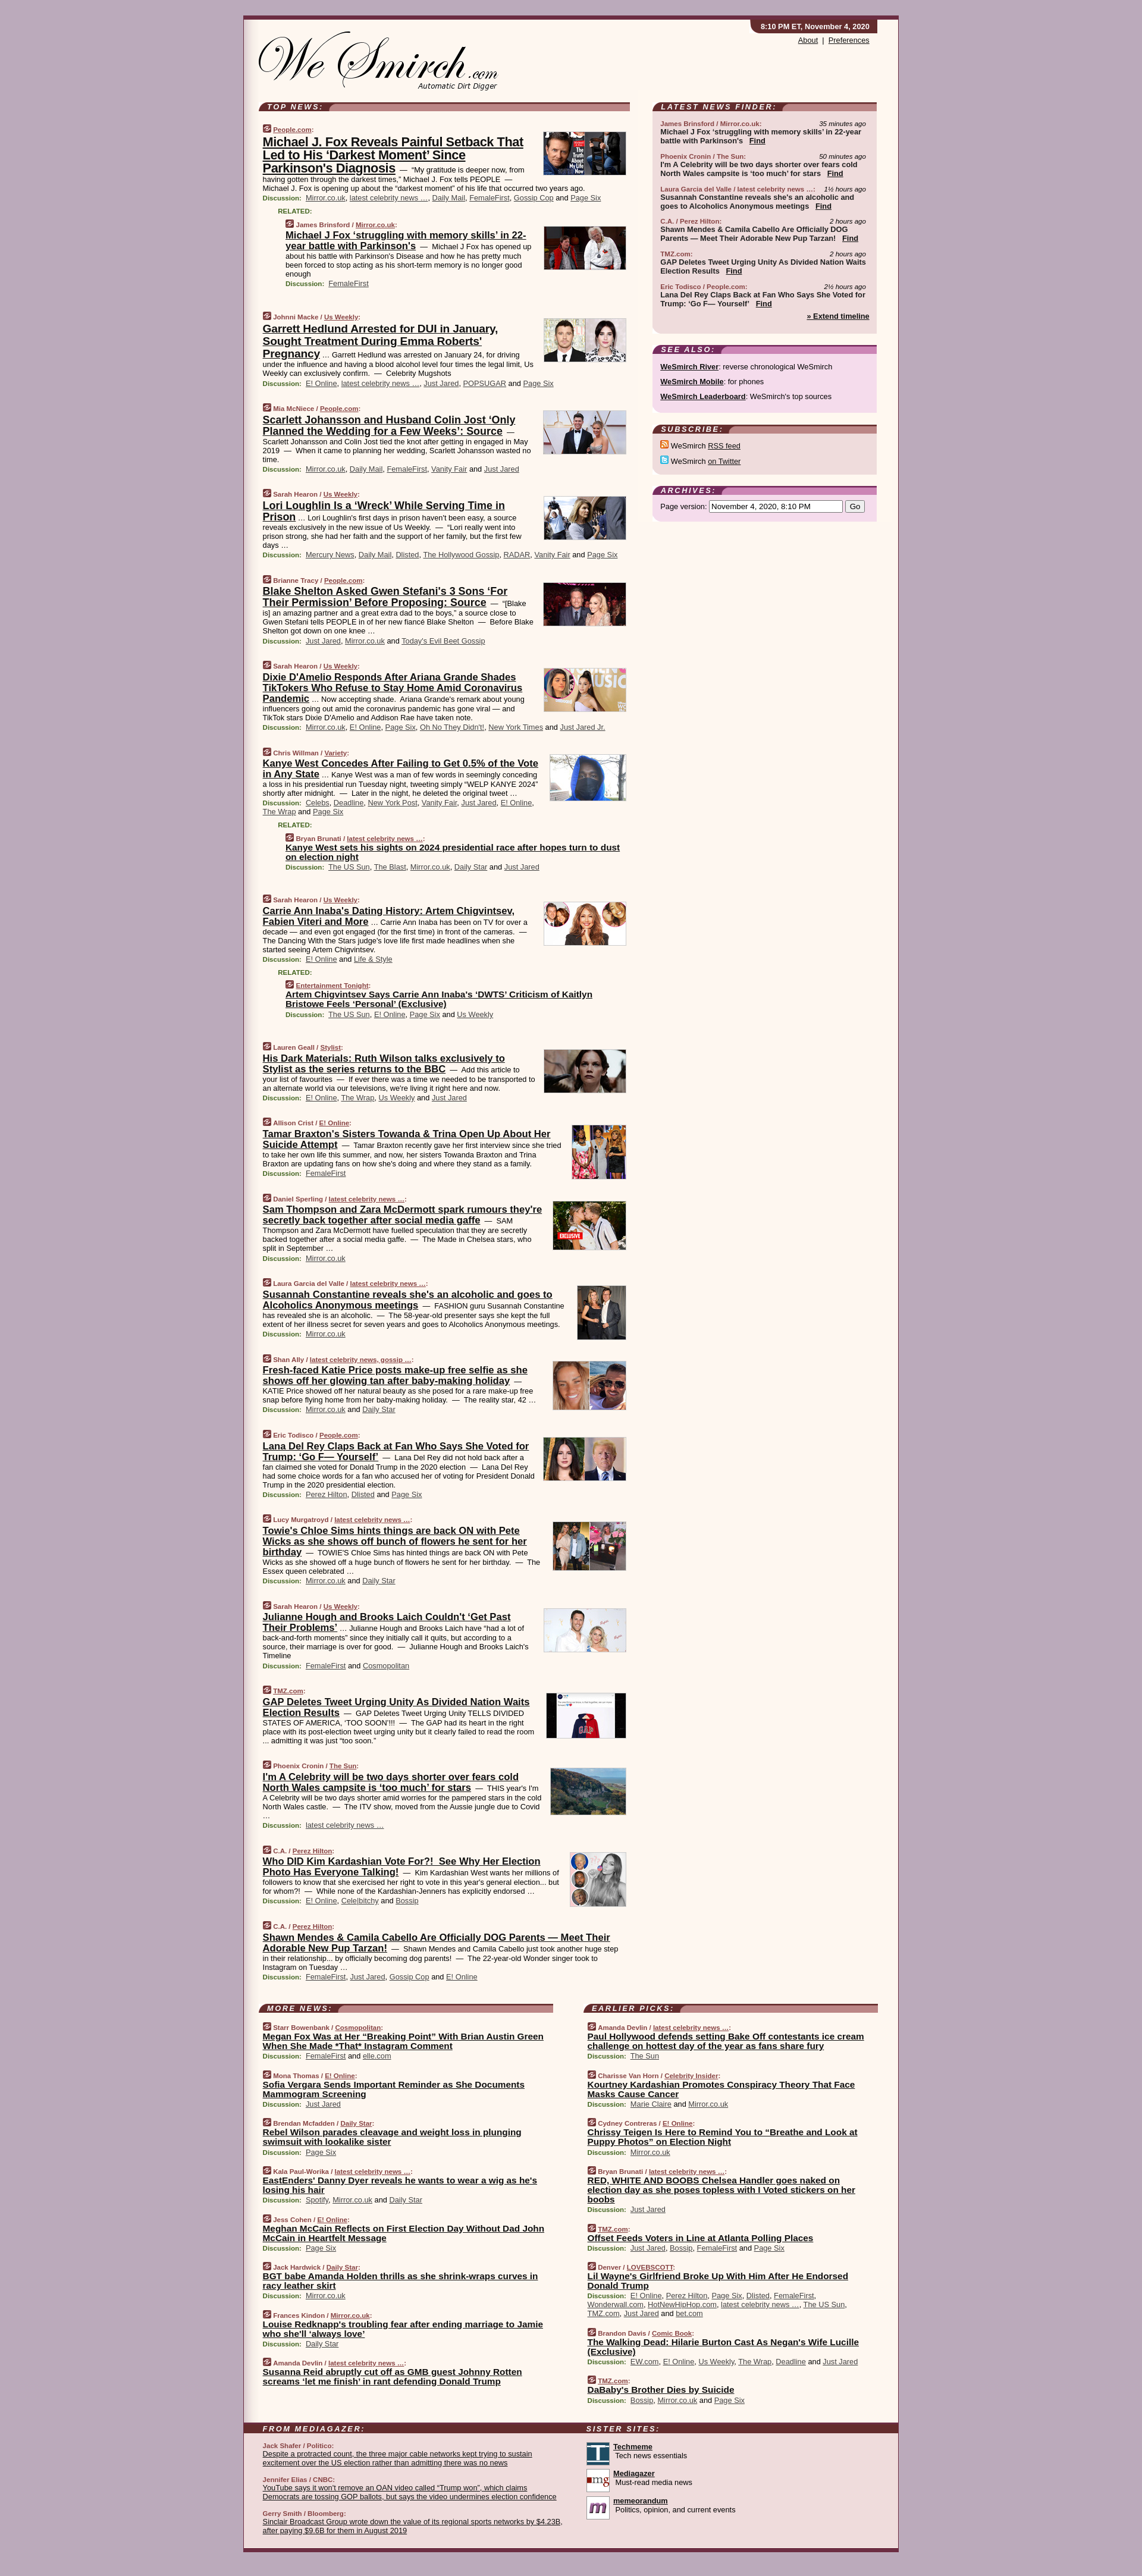 8:10 PM ET, November 4, 2020
About | Preferences
We Smirch.com
Automatic Dirt Digger
TOP NEWS:
People.com:
Michael J. Fox Reveals Painful Setback That
Led to His ‘Darkest Moment’ Since
Parkinson's Diagnosis — “My gratitude is deeper now, from
having gotten through the darkest times,” Michael J. Fox tells PEOPLE —
Michael J. Fox is opening up about the “darkest moment” of his life that occurred two years ago.
Discussion: Mirror.co.uk, latest celebrity news …, Daily Mail, FemaleFirst, Gossip Cop and Page Six
RELATED:
James Brinsford / Mirror.co.uk:
Michael J Fox ‘struggling with memory skills’ in 22-
year battle with Parkinson's — Michael J Fox has opened up
about his battle with Parkinson's Disease and how he has pretty much
been forced to stop acting as his short-term memory is no longer good
enough
Discussion: FemaleFirst
Johnni Macke / Us Weekly:
Garrett Hedlund Arrested for DUI in January,
Sought Treatment During Emma Roberts'
Pregnancy … Garrett Hedlund was arrested on January 24, for driving
under the influence and having a blood alcohol level four times the legal limit, Us
Weekly can exclusively confirm. — Celebrity Mugshots
Discussion: E! Online, latest celebrity news …, Just Jared, POPSUGAR and Page Six
Mia McNiece / People.com:
Scarlett Johansson and Husband Colin Jost ‘Only
Planned the Wedding for a Few Weeks’: Source —
Scarlett Johansson and Colin Jost tied the knot after getting in engaged in May
2019 — When it came to planning her wedding, Scarlett Johansson wasted no
time.
Discussion: Mirror.co.uk, Daily Mail, FemaleFirst, Vanity Fair and Just Jared
Sarah Hearon / Us Weekly:
Lori Loughlin Is a ‘Wreck’ While Serving Time in
Prison … Lori Loughlin's first days in prison haven't been easy, a source
reveals exclusively in the new issue of Us Weekly. — “Lori really went into
prison strong, she had her faith and the support of her family, but the first few
days …
Discussion: Mercury News, Daily Mail, Dlisted, The Hollywood Gossip, RADAR, Vanity Fair and Page Six
Brianne Tracy / People.com:
Blake Shelton Asked Gwen Stefani's 3 Sons ‘For
Their Permission’ Before Proposing: Source — “[Blake
is] an amazing partner and a great extra dad to the boys,” a source close to
Gwen Stefani tells PEOPLE in of her new fiancé Blake Shelton — Before Blake
Shelton got down on one knee …
Discussion: Just Jared, Mirror.co.uk and Today's Evil Beet Gossip
Sarah Hearon / Us Weekly:
Dixie D'Amelio Responds After Ariana Grande Shades
TikTokers Who Refuse to Stay Home Amid Coronavirus
Pandemic … Now accepting shade. Ariana Grande's remark about young
influencers going out amid the coronavirus pandemic has gone viral — and
TikTok stars Dixie D'Amelio and Addison Rae have taken note.
Discussion: Mirror.co.uk, E! Online, Page Six, Oh No They Didn't!, New York Times and Just Jared Jr.
Chris Willman / Variety:
Kanye West Concedes After Failing to Get 0.5% of the Vote
in Any State … Kanye West was a man of few words in seemingly conceding
a loss in his presidential run Tuesday night, tweeting simply “WELP KANYE 2024”
shortly after midnight. — Later in the night, he deleted the original tweet …
Discussion: Celebs, Deadline, New York Post, Vanity Fair, Just Jared, E! Online,
The Wrap and Page Six
RELATED:
Bryan Brunati / latest celebrity news …:
Kanye West sets his sights on 2024 presidential race after hopes turn to dust
on election night
Discussion: The US Sun, The Blast, Mirror.co.uk, Daily Star and Just Jared
Sarah Hearon / Us Weekly:
Carrie Ann Inaba's Dating History: Artem Chigvintsev,
Fabien Viteri and More … Carrie Ann Inaba has been on TV for over a
decade — and even got engaged (for the first time) in front of the cameras. —
The Dancing With the Stars judge's love life first made headlines when she
started seeing Artem Chigvintsev.
Discussion: E! Online and Life & Style
RELATED:
Entertainment Tonight:
Artem Chigvintsev Says Carrie Ann Inaba's ‘DWTS’ Criticism of Kaitlyn
Bristowe Feels ‘Personal’ (Exclusive)
Discussion: The US Sun, E! Online, Page Six and Us Weekly
Lauren Geall / Stylist:
His Dark Materials: Ruth Wilson talks exclusively to
Stylist as the series returns to the BBC — Add this article to
your list of favourites — If ever there was a time we needed to be transported to
an alternate world via our televisions, we're living it right here and now.
Discussion: E! Online, The Wrap, Us Weekly and Just Jared
Allison Crist / E! Online:
Tamar Braxton's Sisters Towanda & Trina Open Up About Her
Suicide Attempt — Tamar Braxton recently gave her first interview since she tried
to take her own life this summer, and now, her sisters Towanda Braxton and Trina
Braxton are updating fans on how she's doing and where they stand as a family.
Discussion: FemaleFirst
Daniel Sperling / latest celebrity news …:
Sam Thompson and Zara McDermott spark rumours they're
secretly back together after social media gaffe — SAM
Thompson and Zara McDermott have fuelled speculation that they are secretly
backed together after a social media gaffe. — The Made in Chelsea stars, who
split in September …
Discussion: Mirror.co.uk
EXCLUSIVE
Laura Garcia del Valle / latest celebrity news …:
Susannah Constantine reveals she's an alcoholic and goes to
Alcoholics Anonymous meetings — FASHION guru Susannah Constantine
has revealed she is an alcoholic. — The 58-year-old presenter says she kept the full
extent of her illness secret for seven years and goes to Alcoholics Anonymous meetings.
Discussion: Mirror.co.uk
Shan Ally / latest celebrity news, gossip …:
Fresh-faced Katie Price posts make-up free selfie as she
shows off her glowing tan after baby-making holiday —
KATIE Price showed off her natural beauty as she posed for a rare make-up free
snap before flying home from her baby-making holiday. — The reality star, 42 …
Discussion: Mirror.co.uk and Daily Star
Eric Todisco / People.com:
Lana Del Rey Claps Back at Fan Who Says She Voted for
Trump: ‘Go F— Yourself’ — Lana Del Rey did not hold back after a
fan claimed she voted for Donald Trump in the 2020 election — Lana Del Rey
had some choice words for a fan who accused her of voting for President Donald
Trump in the 2020 presidential election.
Discussion: Perez Hilton, Dlisted and Page Six
Lucy Murgatroyd / latest celebrity news …:
Towie's Chloe Sims hints things are back ON with Pete
Wicks as she shows off bunch of flowers he sent for her
birthday — TOWIE'S Chloe Sims has hinted things are back ON with Pete
Wicks as she showed off a huge bunch of flowers he sent for her birthday. — The
Essex queen celebrated …
Discussion: Mirror.co.uk and Daily Star
Sarah Hearon / Us Weekly:
Julianne Hough and Brooks Laich Couldn't ‘Get Past
Their Problems’ … Julianne Hough and Brooks Laich have “had a lot of
back-and-forth moments” since they initially call it quits, but according to a
source, their marriage is over for good. — Julianne Hough and Brooks Laich's
Timeline
Discussion: FemaleFirst and Cosmopolitan
TMZ.com:
GAP Deletes Tweet Urging Unity As Divided Nation Waits
Election Results — GAP Deletes Tweet Urging Unity TELLS DIVIDED
STATES OF AMERICA, ‘TOO SOON’!!! — The GAP had its heart in the right
place with its post-election tweet urging unity but it clearly failed to read the room
... admitting it was just “too soon.”
GAP
Phoenix Cronin / The Sun:
I'm A Celebrity will be two days shorter over fears cold
North Wales campsite is ‘too much’ for stars — THIS year's I'm
A Celebrity will be two days shorter amid worries for the pampered stars in the cold
North Wales castle. — The ITV show, moved from the Aussie jungle due to Covid
…
Discussion: latest celebrity news …
C.A. / Perez Hilton:
Who DID Kim Kardashian Vote For?! See Why Her Election
Photo Has Everyone Talking! — Kim Kardashian West wants her millions of
followers to know that she exercised her right to vote in this year's general election... but
for whom?! — While none of the Kardashian-Jenners has explicitly endorsed …
Discussion: E! Online, Celebitchy and Bossip
C.A. / Perez Hilton:
Shawn Mendes & Camila Cabello Are Officially DOG Parents — Meet Their
Adorable New Pup Tarzan! — Shawn Mendes and Camila Cabello just took another huge step
in their relationship... by officially becoming dog parents! — The 22-year-old Wonder singer took to
Instagram on Tuesday …
Discussion: FemaleFirst, Just Jared, Gossip Cop and E! Online
LATEST NEWS FINDER:
James Brinsford / Mirror.co.uk: 35 minutes ago
Michael J Fox ‘struggling with memory skills’ in 22-year
battle with Parkinson's Find
Phoenix Cronin / The Sun: 50 minutes ago
I'm A Celebrity will be two days shorter over fears cold
North Wales campsite is ‘too much’ for stars Find
Laura Garcia del Valle / latest celebrity news …: 1½ hours ago
Susannah Constantine reveals she's an alcoholic and
goes to Alcoholics Anonymous meetings Find
C.A. / Perez Hilton: 2 hours ago
Shawn Mendes & Camila Cabello Are Officially DOG
Parents — Meet Their Adorable New Pup Tarzan! Find
TMZ.com: 2 hours ago
GAP Deletes Tweet Urging Unity As Divided Nation Waits
Election Results Find
Eric Todisco / People.com: 2½ hours ago
Lana Del Rey Claps Back at Fan Who Says She Voted for
Trump: ‘Go F— Yourself’ Find
» Extend timeline
SEE ALSO:
WeSmirch River: reverse chronological WeSmirch
WeSmirch Mobile: for phones
WeSmirch Leaderboard: WeSmirch's top sources
SUBSCRIBE:
WeSmirch RSS feed
WeSmirch on Twitter
ARCHIVES:
Page version: November 4, 2020, 8:10 PM Go
MORE NEWS:
Starr Bowenbank / Cosmopolitan:
Megan Fox Was at Her “Breaking Point” With Brian Austin Green
When She Made *That* Instagram Comment
Discussion: FemaleFirst and elle.com
Mona Thomas / E! Online:
Sofia Vergara Sends Important Reminder as She Documents
Mammogram Screening
Discussion: Just Jared
Brendan Mcfadden / Daily Star:
Rebel Wilson parades cleavage and weight loss in plunging
swimsuit with lookalike sister
Discussion: Page Six
Kala Paul-Worika / latest celebrity news …:
EastEnders' Danny Dyer reveals he wants to wear a wig as he's
losing his hair
Discussion: Spotify, Mirror.co.uk and Daily Star
Jess Cohen / E! Online:
Meghan McCain Reflects on First Election Day Without Dad John
McCain in Heartfelt Message
Discussion: Page Six
Jack Hardwick / Daily Star:
BGT babe Amanda Holden thrills as she shrink-wraps curves in
racy leather skirt
Discussion: Mirror.co.uk
Frances Kindon / Mirror.co.uk:
Louise Redknapp's troubling fear after ending marriage to Jamie
who she'll ‘always love’
Discussion: Daily Star
Amanda Devlin / latest celebrity news …:
Susanna Reid abruptly cut off as GMB guest Johnny Rotten
screams ‘let me finish’ in rant defending Donald Trump
EARLIER PICKS:
Amanda Devlin / latest celebrity news …:
Paul Hollywood defends setting Bake Off contestants ice cream
challenge on hottest day of the year as fans share fury
Discussion: The Sun
Charisse Van Horn / Celebrity Insider:
Kourtney Kardashian Promotes Conspiracy Theory That Face
Masks Cause Cancer
Discussion: Marie Claire and Mirror.co.uk
Cydney Contreras / E! Online:
Chrissy Teigen Is Here to Remind You to “Breathe and Look at
Puppy Photos” on Election Night
Discussion: Mirror.co.uk
Bryan Brunati / latest celebrity news …:
RED, WHITE AND BOOBS Chelsea Handler goes naked on
election day as she poses topless with I Voted stickers on her
boobs
Discussion: Just Jared
TMZ.com:
Offset Feeds Voters in Line at Atlanta Polling Places
Discussion: Just Jared, Bossip, FemaleFirst and Page Six
Denver / LOVEBSCOTT:
Lil Wayne's Girlfriend Broke Up With Him After He Endorsed
Donald Trump
Discussion: E! Online, Perez Hilton, Page Six, Dlisted, FemaleFirst,
Wonderwall.com, HotNewHipHop.com, latest celebrity news …, The US Sun,
TMZ.com, Just Jared and bet.com
Brandon Davis / Comic Book:
The Walking Dead: Hilarie Burton Cast As Negan's Wife Lucille
(Exclusive)
Discussion: EW.com, E! Online, Us Weekly, The Wrap, Deadline and Just Jared
TMZ.com:
DaBaby's Brother Dies by Suicide
Discussion: Bossip, Mirror.co.uk and Page Six
FROM MEDIAGAZER:
Jack Shafer / Politico:
Despite a protracted count, the three major cable networks kept trying to sustain
excitement over the US election rather than admitting there was no news
Jennifer Elias / CNBC:
YouTube says it won't remove an OAN video called “Trump won”, which claims
Democrats are tossing GOP ballots, but says the video undermines election confidence
Gerry Smith / Bloomberg:
Sinclair Broadcast Group wrote down the value of its regional sports networks by $4.23B,
after paying $9.6B for them in August 2019
SISTER SITES:
Techmeme
Tech news essentials
mg
Mediagazer
Must-read media news
m
memeorandum
Politics, opinion, and current events